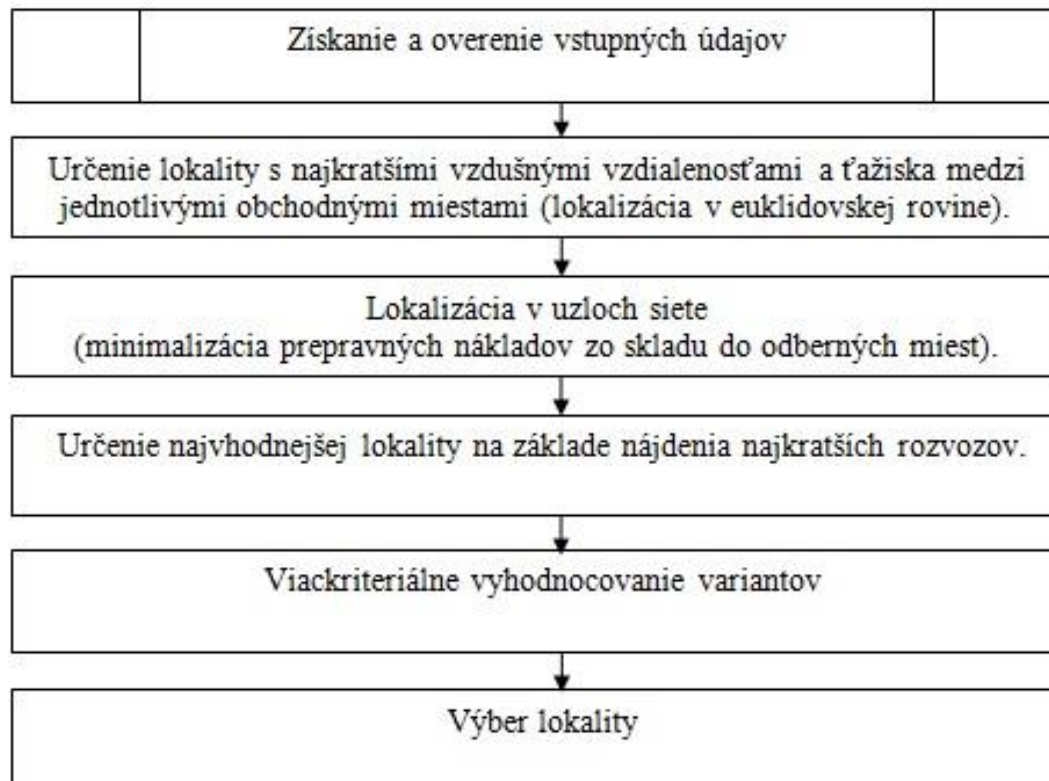 Získanie a overenie vstupných údajov
Určenie lokality s najkratšími vzdušnými vzdialenosťami a ťažiska medzi
jednotlivými obchodnými miestami (lokalizácia v euklidovskej rovine).
Lokalizácia v uzloch siete
(minimalizácia prepravných nákladov zo skladu do odberných miest).
Určenie najvhodnejšej lokality na základe nájdenia najkratších rozvozov.
Viackriteriálne vyhodnocovanie variantov
Výber lokality